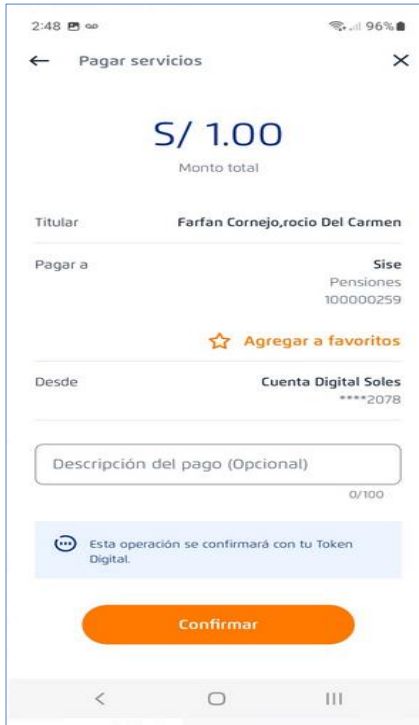 2:48 96%
Pagar servicios
S/ 1.00
Monto total
Titular Farfan Cornejo,rocio Del Carmen
Pagar a Sise
Pensiones
100000259
Agregar a favoritos
Desde Cuenta Digital Soles
****2078
Descripción del pago (Opcional)
0/100
Esta operación se confirmará con tu Token
Digital.
Confirmar